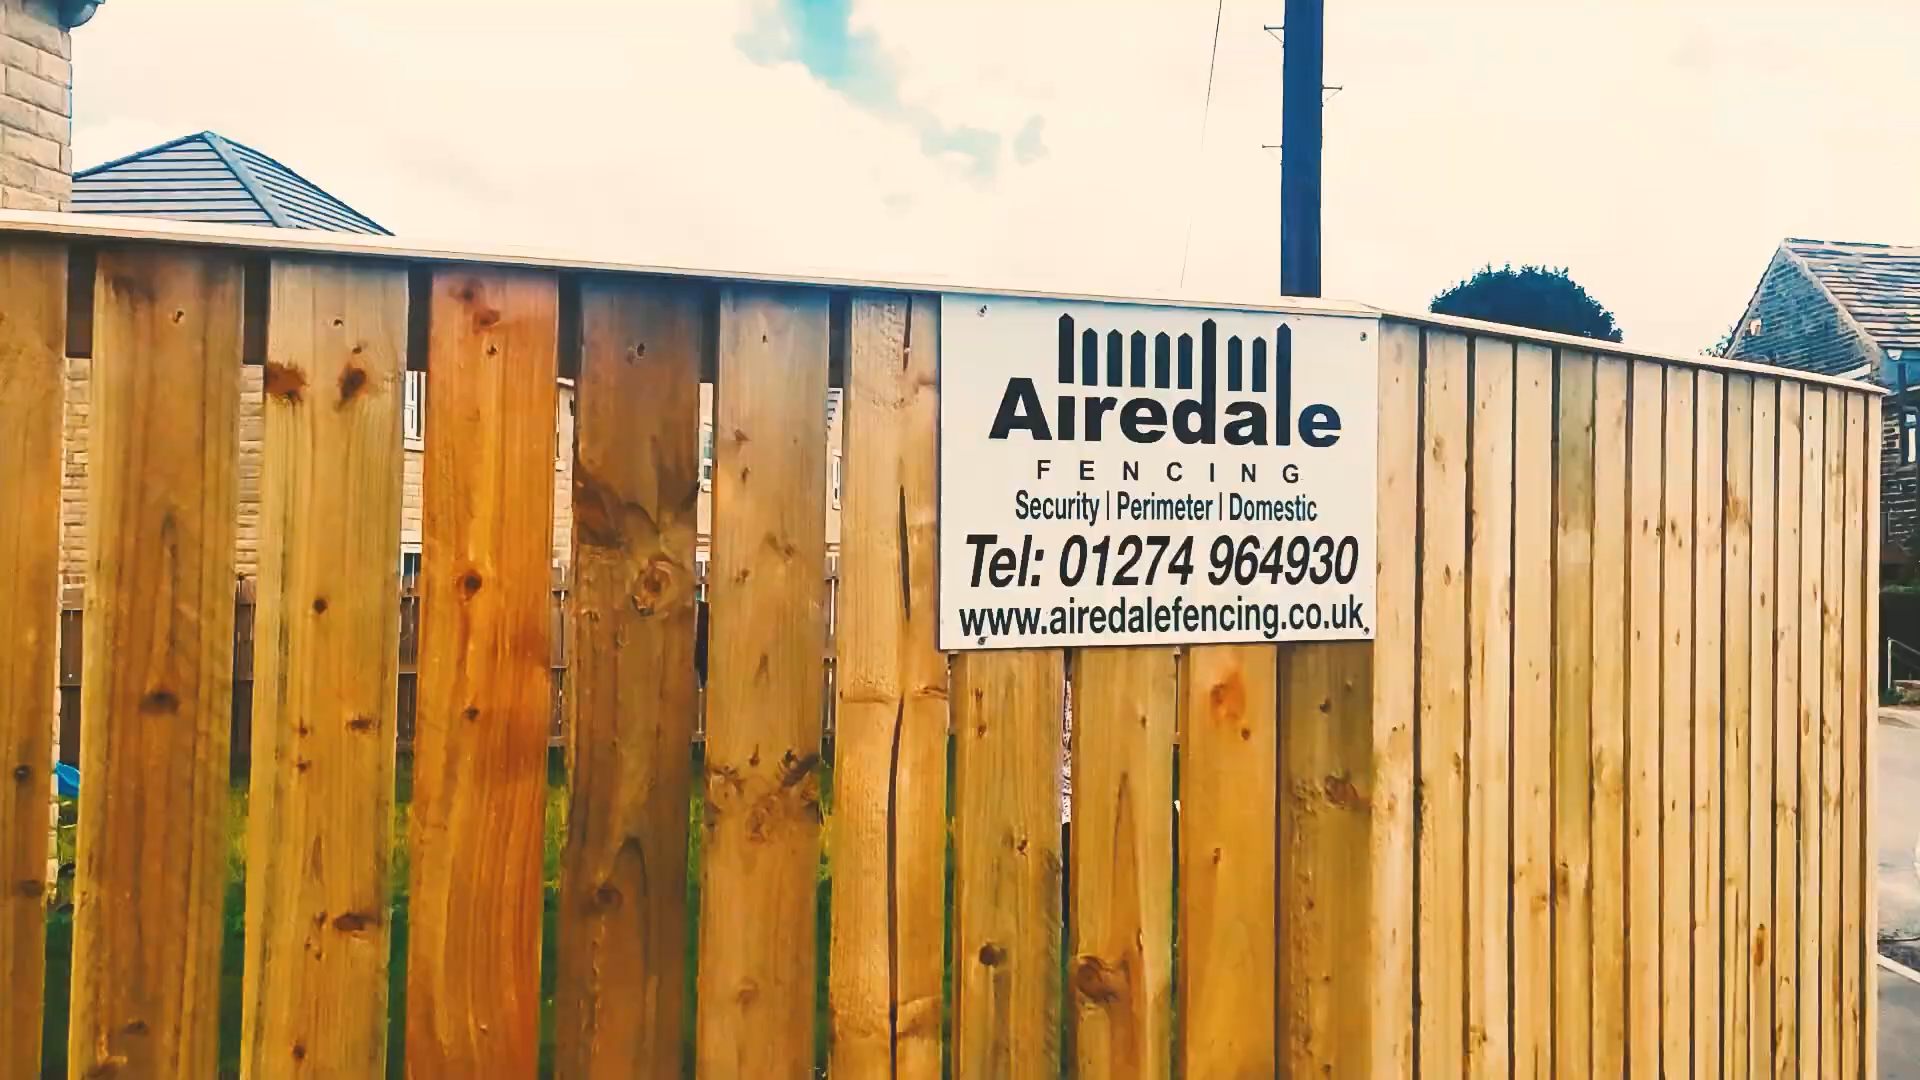 Airedale
FENCING
Security | Perimeter | Domestic
Tel: 01274 964930
www.airedalefencing.co.uk